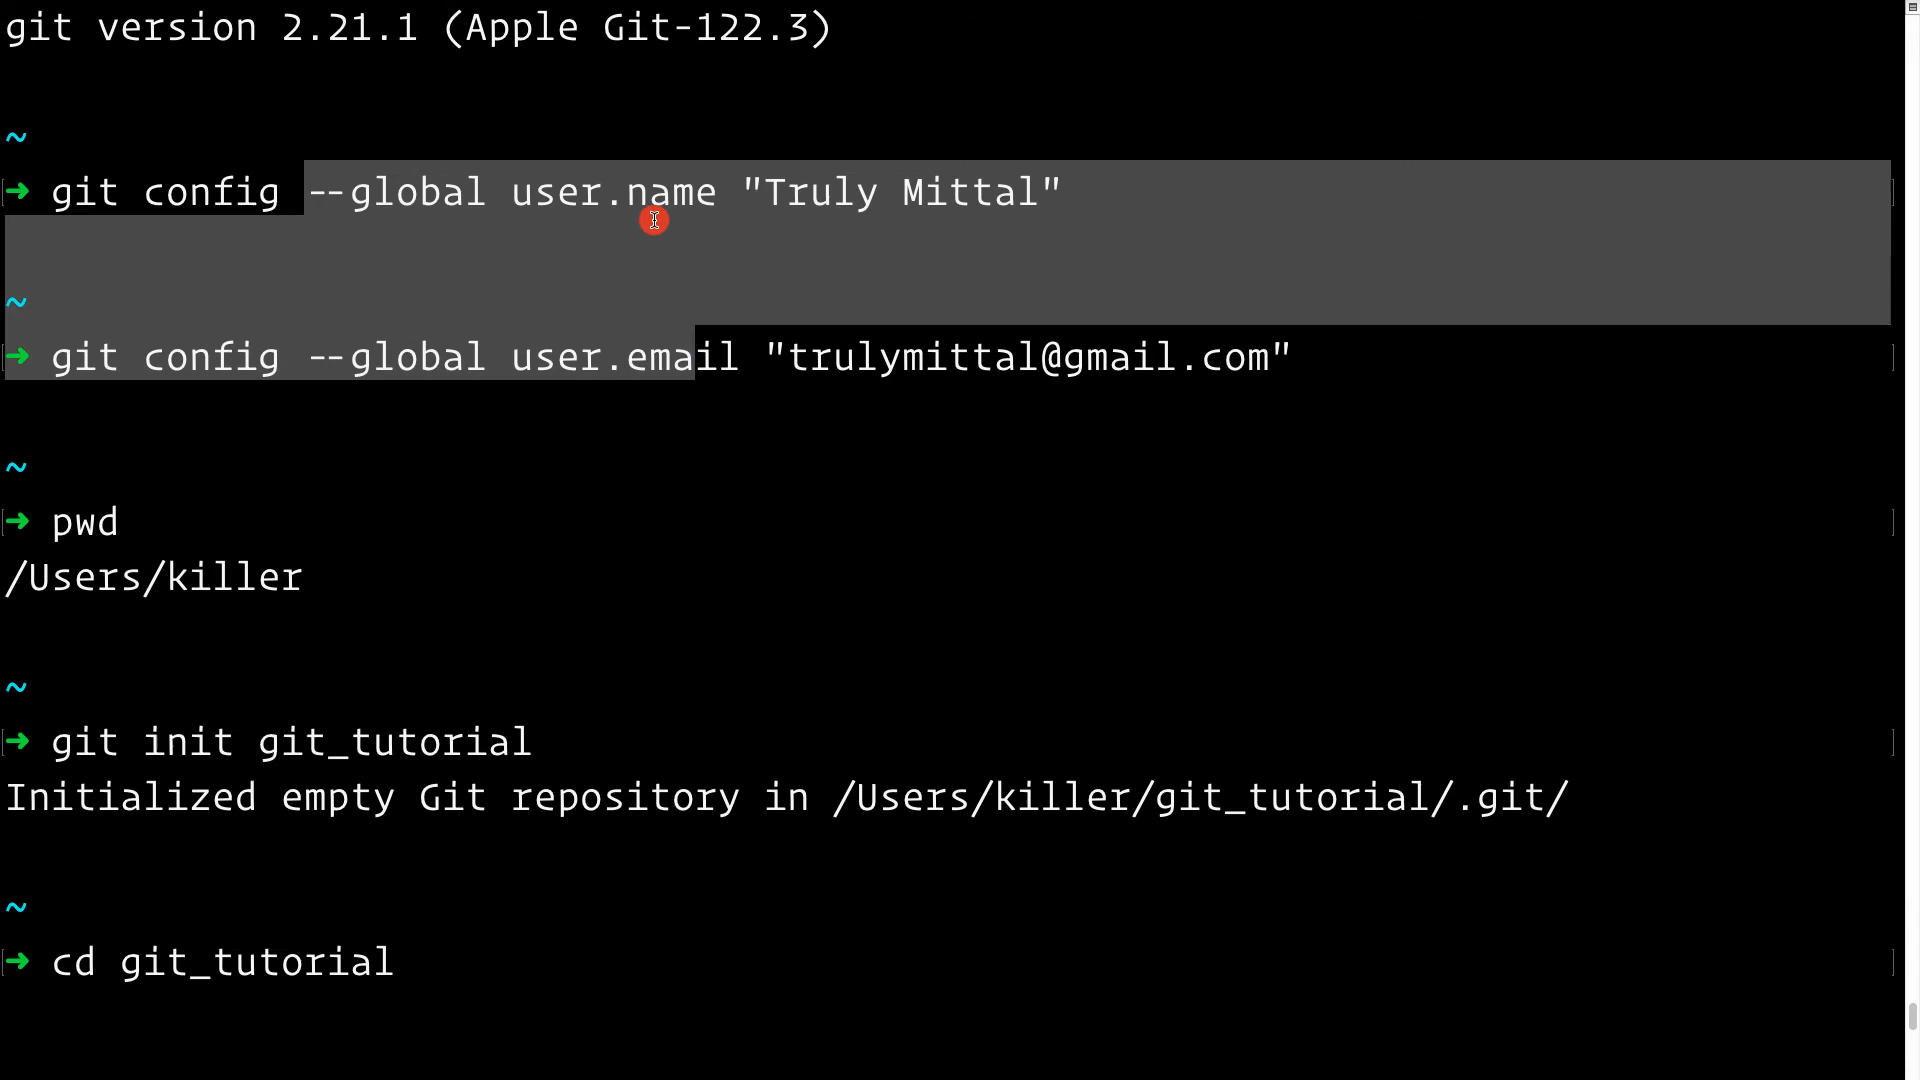 git version 2.21.1 (Apple Git-122.3)
~
➜ git config --global user.name "Truly Mittal"
~
➜ git config --global user.email "trulymittal@gmail.com"
~
➜ pwd
/Users/killer
~
➜ git init git_tutorial
Initialized empty Git repository in /Users/killer/git_tutorial/.git/
~
➜ cd git_tutorial